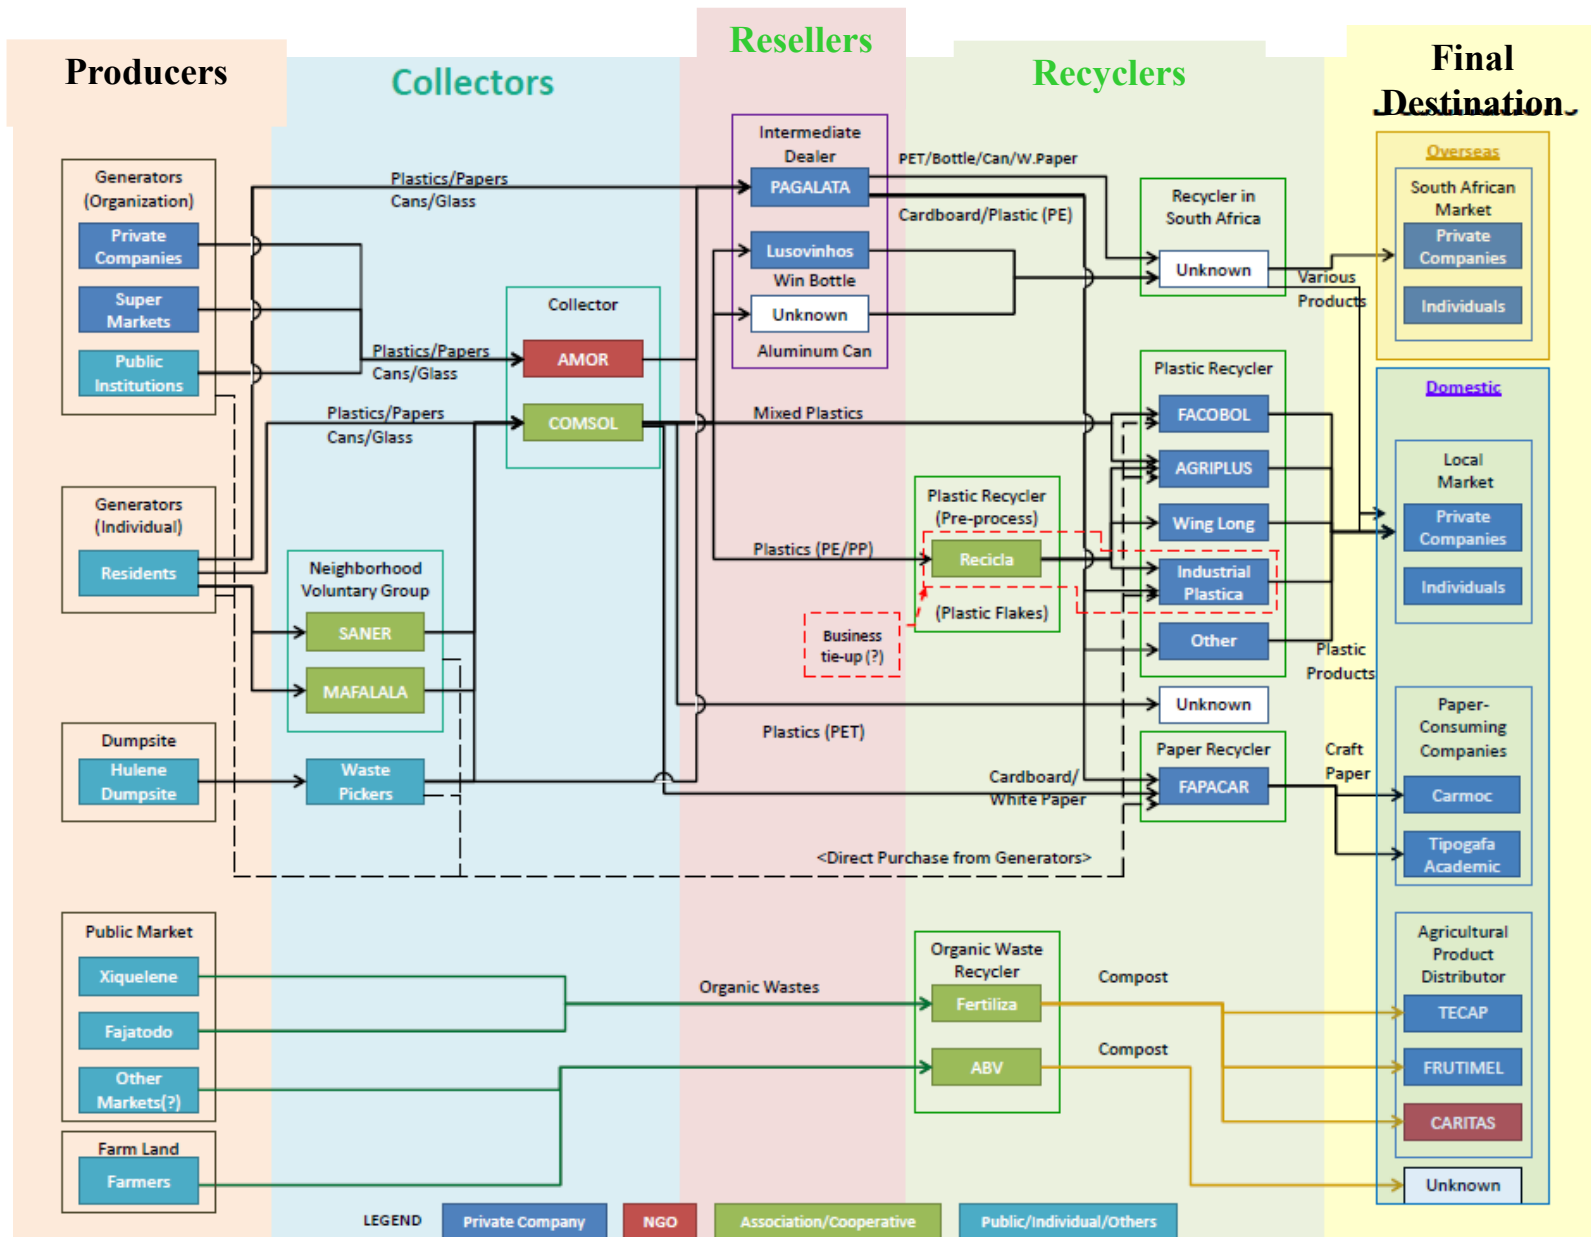 Producers
Collectors
Resellers
Recyclers
Final
Destination
Generators
(Organization)
Private
Companies
Super
Markets
Public
Institutions
Generators
(Individual)
Residents
Dumpsite
Hulene
Dumpsite
Public Market
Xiquelene
Fajatodo
Other
Markets(?)
Farm Land
Farmers
Plastics/Papers
Cans/Glass
Plastics/Papers
Cans/Glass
Plastics/Papers
Cans/Glass
Collector
AMOR
COMSOL
Neighborhood
Voluntary Group
SANER
MAFALALA
Waste
Pickers
Intermediate
Dealer
PAGALATA
Lusovinhos
Win Bottle
Unknown
Aluminum Can
Mixed Plastics
Plastics (PE/PP)
Business
tie-up (?)
Plastics (PET)
Cardboard/
White Paper
<Direct Purchase from Generators>
Organic Wastes
PET/Bottle/Can/W.Paper
Cardboard/Plastic (PE)
Recycler in
South Africa
Unknown
Plastic Recycler
FACOBOL
AGRIPLUS
Wing Long
Industrial
Plastica
Other
Plastic Recycler
(Pre-process)
Recicla
(Plastic Flakes)
Unknown
Paper Recycler
FAPACAR
Organic Waste
Recycler
Fertiliza
ABV
Compost
Compost
Various
Products
Plastic
Products
Craft
Paper
Overseas
South African
Market
Private
Companies
Individuals
Domestic
Local
Market
Private
Companies
Individuals
Paper-
Consuming
Companies
Carmoc
Tipogafa
Academic
Agricultural
Product
Distributor
TECAP
FRUTIMEL
CARITAS
Unknown
LEGEND
Private Company
NGO
Association/Cooperative
Public/Individual/Others